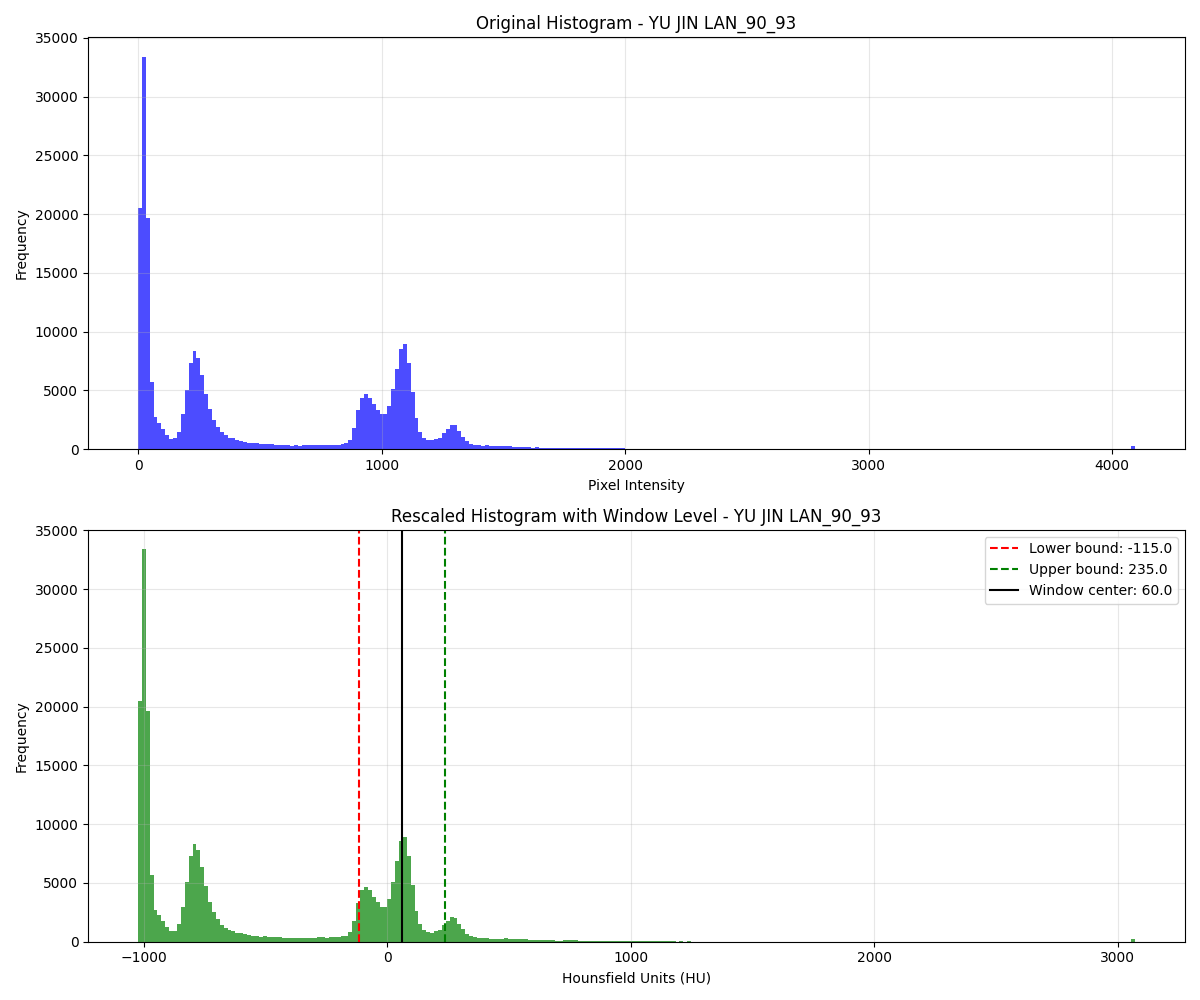 Original Histogram - YU JIN LAN_90_93
35000
30000
25000
20000
15000
10000
5000
0
Frequency
0 1000 2000 3000 4000
Pixel Intensity
Rescaled Histogram with Window Level - YU JIN LAN_90_93
35000
30000
25000
20000
15000
10000
5000
0
Frequency
Lower bound: -115.0
Upper bound: 235.0
Window center: 60.0
−1000 0 1000 2000 3000
Hounsfield Units (HU)